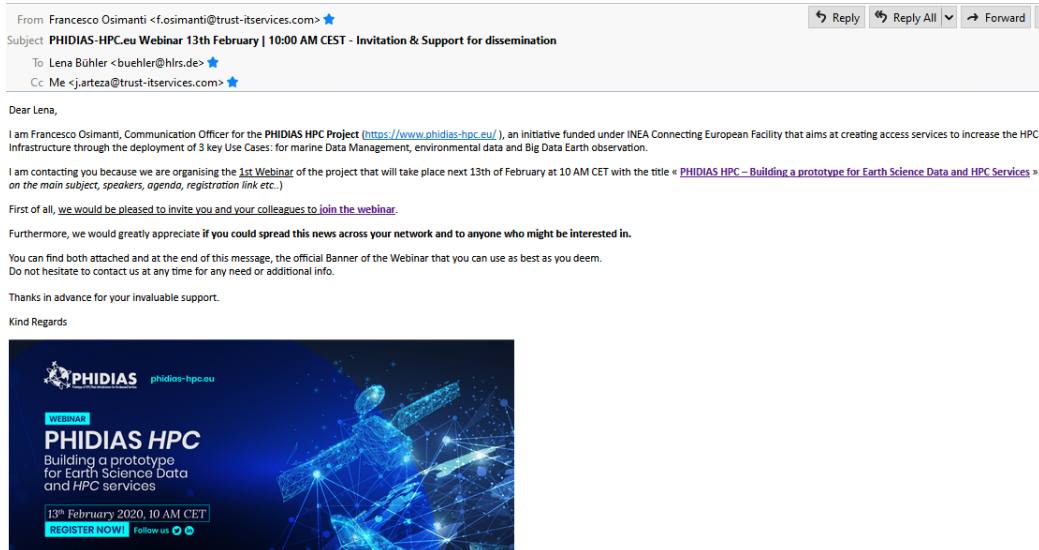 From Francesco Osimanti <f.osimanti@trust-itservices.com>
Reply
Reply All
Forward
Subject PHIDIAS-HPC.eu Webinar 13th February | 10:00 AM CEST - Invitation & Support for dissemination
To Lena Bühler <buehler@hlrs.de>
Cc Me <j.arteza@trust-itservices.com>
Dear Lena,
I am Francesco Osimanti, Communication Officer for the PHIDIAS HPC Project (https://www.phidias-hpc.eu/ ), an initiative funded under INEA Connecting European Facility that aims at creating access services to increase the HPC
Infrastructure through the deployment of 3 key Use Cases: for marine Data Management, environmental data and Big Data Earth observation.
I am contacting you because we are organising the 1st Webinar of the project that will take place next 13th of February at 10 AM CET with the title « PHIDIAS HPC – Building a prototype for Earth Science Data and HPC Services »
on the main subject, speakers, agenda, registration link etc..)
First of all, we would be pleased to invite you and your colleagues to join the webinar.
Furthermore, we would greatly appreciate if you could spread this news across your network and to anyone who might be interested in.
You can find both attached and at the end of this message, the official Banner of the Webinar that you can use as best as you deem.
Do not hesitate to contact us at any time for any need or additional info.
Thanks in advance for your invaluable support.
Kind Regards
PHIDIAS phidias-hpc.eu
WEBINAR
PHIDIAS HPC
Building a prototype
for Earth Science Data
and HPC services
13th February 2020, 10 AM CET
REGISTER NOW! Follow us